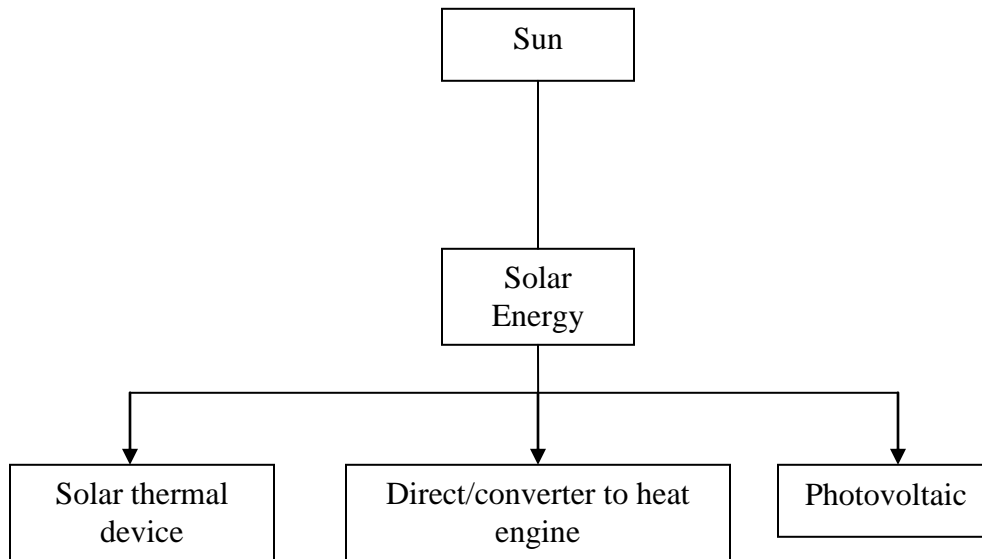 Sun
Solar
Energy
Solar thermal
device
Direct/converter to heat
engine
Photovoltaic